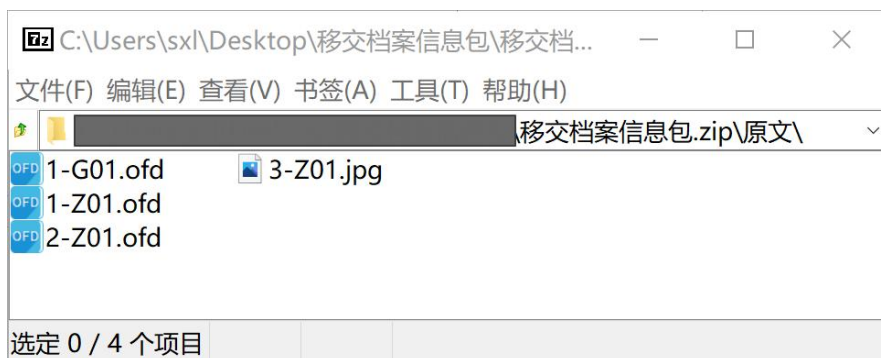 7z C:\Users\sxl\Desktop\移交档案信息包\移交档...
文件(F) 编辑(E) 查看(V) 书签(A) 工具(T) 帮助(H)
\移交档案信息包.zip\原文\
OFD 1-G01.ofd 3-Z01.jpg
OFD 1-Z01.ofd
OFD 2-Z01.ofd
选定 0 / 4 个项目